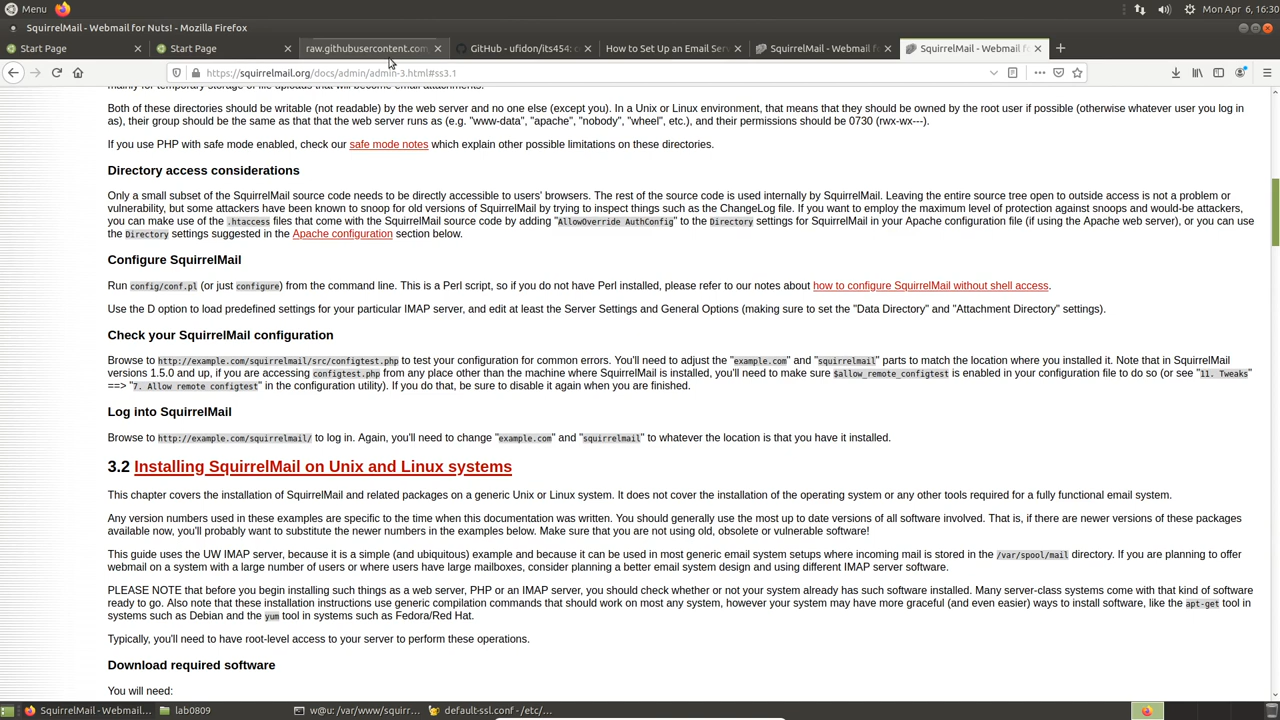 Menu
Mon Apr 6, 16:30
SquirrelMail - Webmail for Nuts! - Mozilla Firefox
Start Page
Start Page
raw.githubusercontent.com
GitHub - ufidon/its454: c
How to Set Up an Email Serv
SquirrelMail - Webmail f
SquirrelMail - Webmail f
https://squirrelmail.org/docs/admin/admin-3.html#ss3.1
mainly for temporary storage of file uploads that will become email attachments.
Both of these directories should be writable (not readable) by the web server and no one else (except you). In a Unix or Linux environment, that means that they should be owned by the root user if possible (otherwise whatever user you log in
as), their group should be the same as that that the web server runs as (e.g. "www-data", "apache", "nobody", "wheel", etc.), and their permissions should be 0730 (rwx-wx---).
If you use PHP with safe mode enabled, check our safe mode notes which explain other possible limitations on these directories.
Directory access considerations
Only a small subset of the SquirrelMail source code needs to be directly accessible to users' browsers. The rest of the source code is used internally by SquirrelMail. Leaving the entire source tree open to outside access is not a problem or
vulnerability, but some attackers have been known to snoop for old versions of SquirrelMail by trying to inspect things such as the ChangeLog file. If you want to employ the maximum level of protection against snoops and would-be attackers,
you can make use of the .htaccess files that come with the SquirrelMail source code by adding "AllowOverride AuthConfig" to the Directory settings for SquirrelMail in your Apache configuration file (if using the Apache web server), or you can use
the Directory settings suggested in the Apache configuration section below.
Configure SquirrelMail
Run config/conf.pl (or just configure) from the command line. This is a Perl script, so if you do not have Perl installed, please refer to our notes about how to configure SquirrelMail without shell access.
Use the D option to load predefined settings for your particular IMAP server, and edit at least the Server Settings and General Options (making sure to set the "Data Directory" and "Attachment Directory" settings).
Check your SquirrelMail configuration
Browse to http://example.com/squirrelmail/src/configtest.php to test your configuration for common errors. You'll need to adjust the "example.com" and "squirrelmail" parts to match the location where you installed it. Note that in SquirrelMail
versions 1.5.0 and up, if you are accessing configtest.php from any place other than the machine where SquirrelMail is installed, you'll need to make sure $allow_remote_configtest is enabled in your configuration file to do so (or see "11. Tweaks"
==> "7. Allow remote configtest" in the configuration utility). If you do that, be sure to disable it again when you are finished.
Log into SquirrelMail
Browse to http://example.com/squirrelmail/ to log in. Again, you'll need to change "example.com" and "squirrelmail" to whatever the location is that you have it installed.
3.2 Installing SquirrelMail on Unix and Linux systems
This chapter covers the installation of SquirrelMail and related packages on a generic Unix or Linux system. It does not cover the installation of the operating system or any other tools required for a fully functional email system.
Any version numbers used in these examples are specific to the time when this documentation was written. You should generally use the most up to date versions of all software involved. That is, if there are newer versions of these packages
available now, you'll probably want to substitute the newer numbers in the examples below. Make sure that you are not using old, obsolete or vulnerable software!
This guide uses the UW IMAP server, because it is a simple (and ubiquitous) example and because it can be used in most generic email system setups where incoming mail is stored in the /var/spool/mail directory. If you are planning to offer
webmail on a system with a large number of users or where users have large mailboxes, consider planning a better email system design and using different IMAP server software.
PLEASE NOTE that before you begin installing such things as a web server, PHP or an IMAP server, you should check whether or not your system already has such software installed. Many server-class systems come with that kind of software
ready to go. Also note that these installation instructions use generic compilation commands that should work on most any system, however your system may have more graceful (and even easier) ways to install software, like the apt-get tool in
systems such as Debian and the yum tool in systems such as Fedora/Red Hat.
Typically, you'll need to have root-level access to your server to perform these operations.
Download required software
You will need:
SquirrelMail - Webmail...
lab0809
w@u: /var/www/squirr...
default-ssl.conf - /etc/...